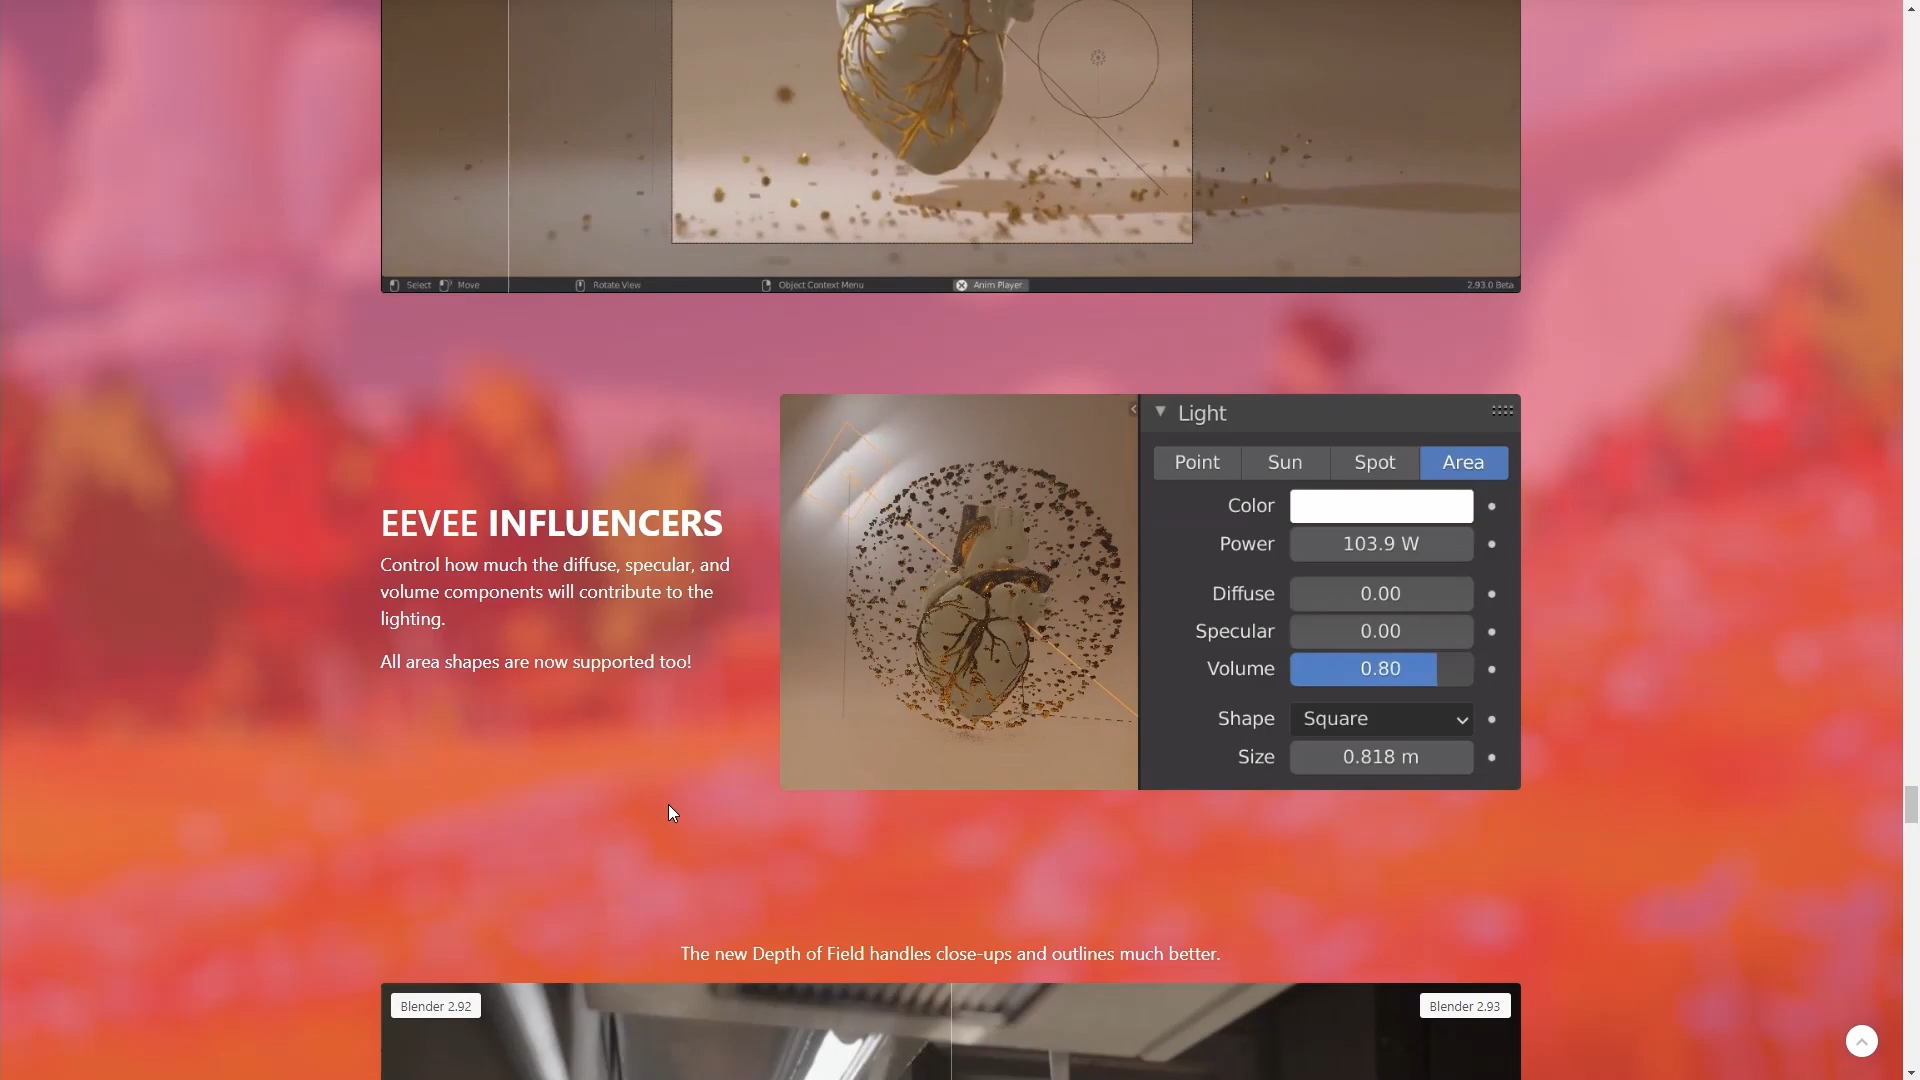 Select Move Rotate View Object Context Menu Anim Player 2.93.0 Beta
EEVEE INFLUENCERS
Control how much the diffuse, specular, and
volume components will contribute to the
lighting.
All area shapes are now supported too!
Light
Point Sun Spot Area
Color
Power 103.9 W
Diffuse 0.00
Specular 0.00
Volume 0.80
Shape Square
Size 0.818 m
The new Depth of Field handles close-ups and outlines much better.
Blender 2.92 Blender 2.93